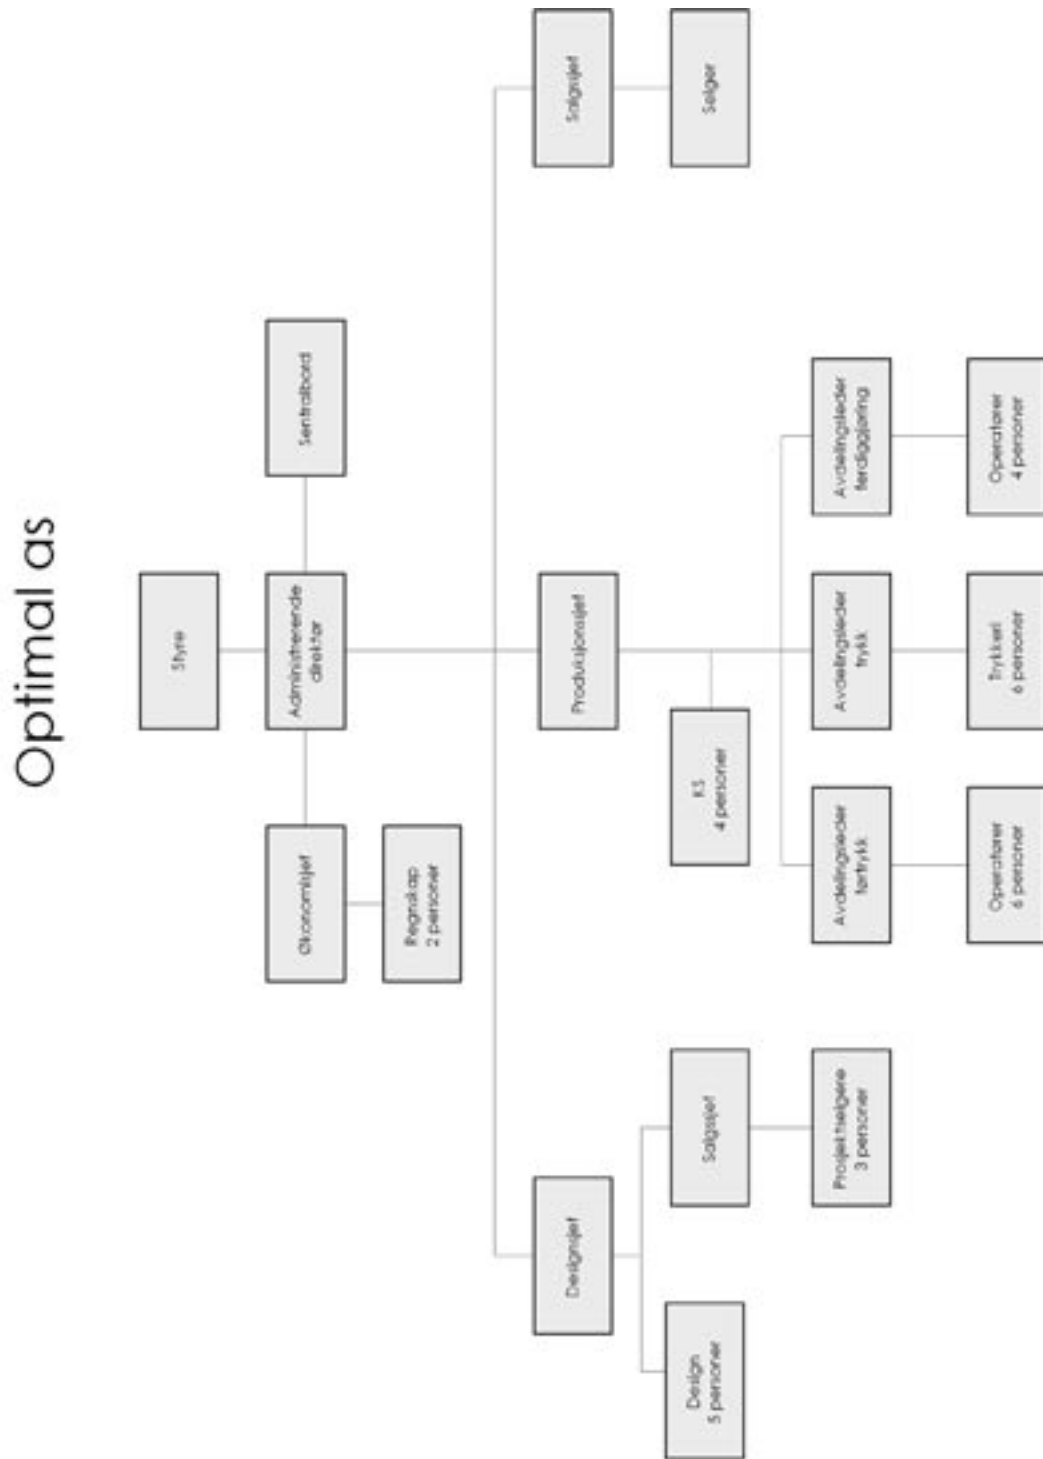 Optimal as
Styre
Økonomisjef
Administrerende
direktør
Sentralbord
Regnskap
2 personer
Designsjef
Produksjonssjef
Salgssjef
Design
5 personer
Salgssjef
KS
4 personer
Selger
Prosjektselgere
3 personer
Avdelingsleder
førtrykk
Avdelingsleder
trykk
Avdelingsleder
ferdiggjøring
Operatører
6 personer
Trykkeri
6 personer
Operatører
4 personer